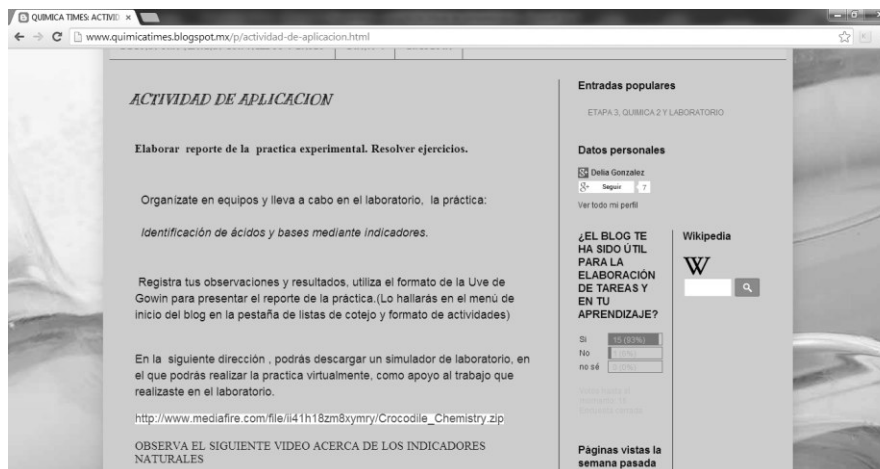 QUIMICA TIMES: ACTIVID
www.quimicatimes.blogspot.mx/p/actividad-de-aplicacion.html
ACTIVIDAD DE APLICACION
Elaborar reporte de la practica experimental. Resolver ejercicios.
Organízate en equipos y lleva a cabo en el laboratorio, la práctica:
Identificación de ácidos y bases mediante indicadores.
Registra tus observaciones y resultados, utiliza el formato de la Uve de
Gowin para presentar el reporte de la práctica.(Lo hallarás en el menú de
inicio del blog en la pestaña de listas de cotejo y formato de actividades)
En la siguiente dirección , podrás descargar un simulador de laboratorio, en
el que podrás realizar la practica virtualmente, como apoyo al trabajo que
realizaste en el laboratorio.
http://www.mediafire.com/file/ii41h18zm8xymry/Crocodile_Chemistry.zip
OBSERVA EL SIGUIENTE VIDEO ACERCA DE LOS INDICADORES
NATURALES
Entradas populares
ETAPA 3, QUIMICA 2 Y LABORATORIO
Datos personales
Delia Gonzalez
Seguir 7
Ver todo mi perfil
¿EL BLOG TE
HA SIDO ÚTIL
PARA LA
ELABORACIÓN
DE TAREAS Y
EN TU
APRENDIZAJE?
Si 15 (93%)
No
no sé 0 (0%)
Páginas vistas la
semana pasada
Wikipedia
W